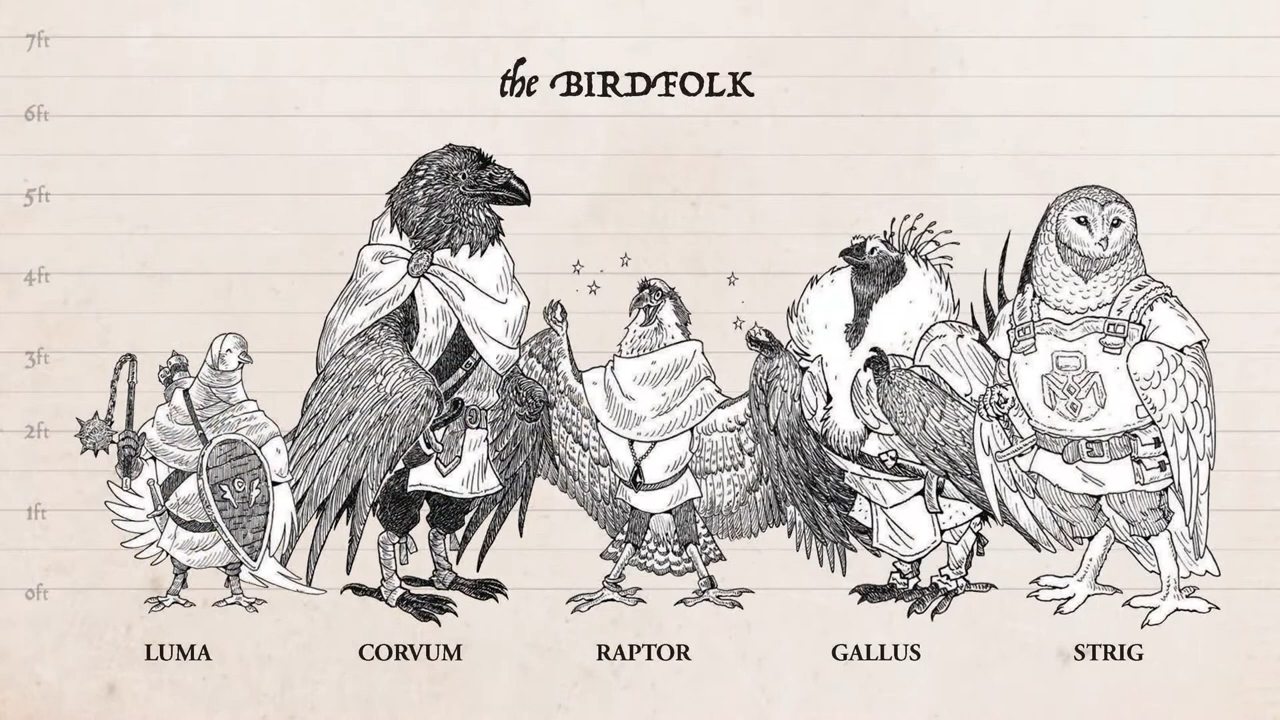 the BIRDFOLK
7ft
6ft
5ft
4ft
3ft
2ft
1ft
0ft
LUMA CORVUM RAPTOR GALLUS STRIG